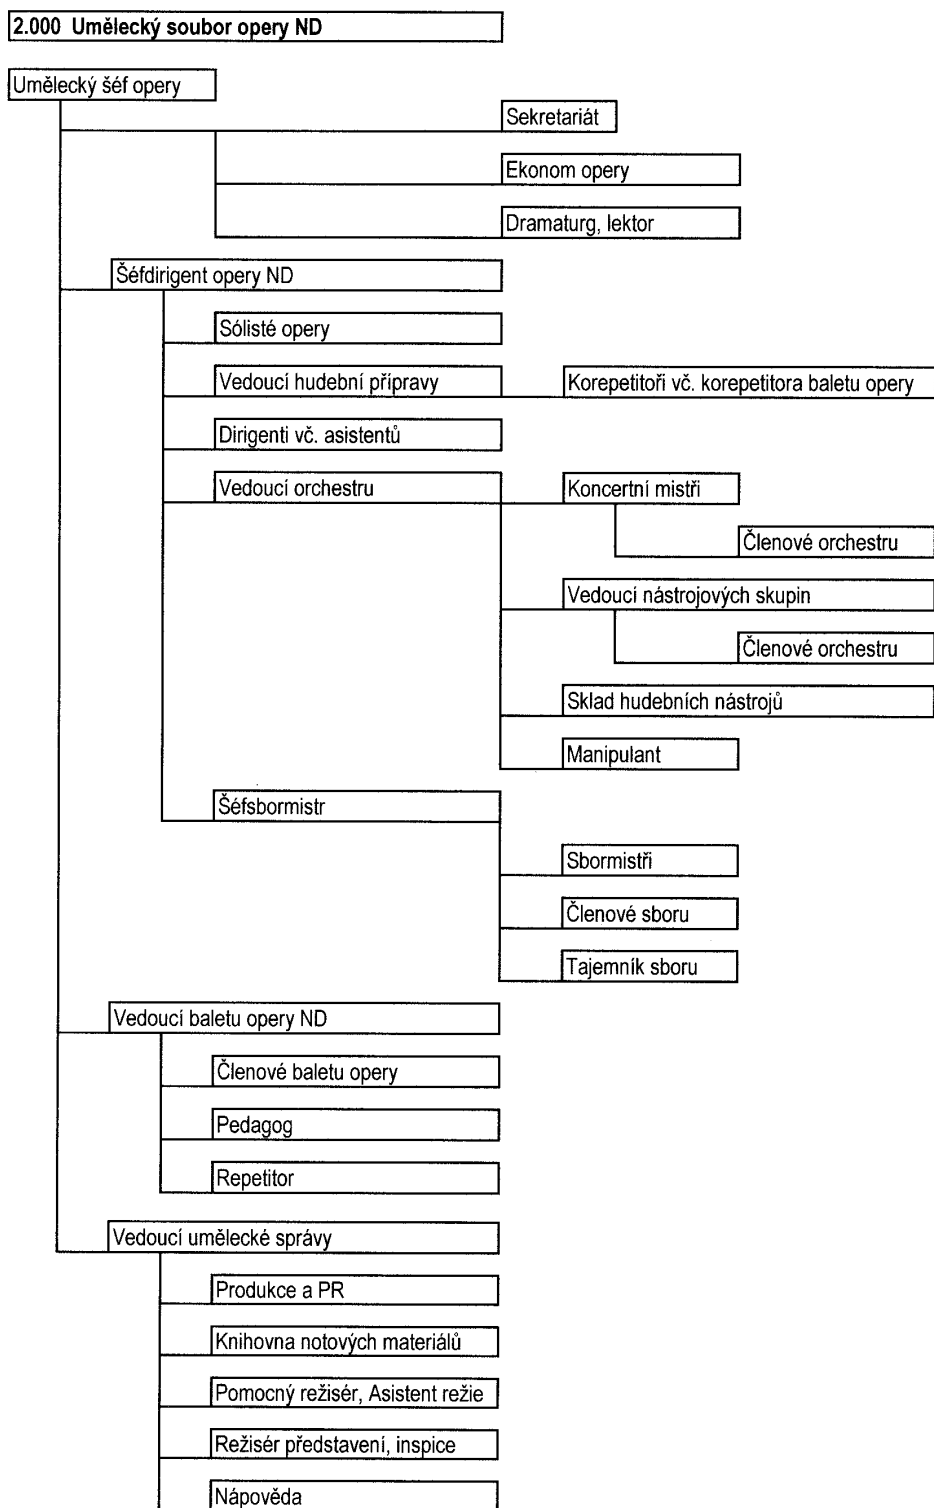 2.000 Umělecký soubor opery ND
Umělecký šéf opery
Sekretariát
Ekonom opery
Dramaturg, lektor
Šéfdirigent opery ND
Sólisté opery
Vedoucí hudební přípravy
Korepetitoři vč. korepetitora baletu opery
Dirigenti vč. asistentů
Vedoucí orchestru
Koncertní mistři
Členové orchestru
Vedoucí nástrojových skupin
Členové orchestru
Sklad hudebních nástrojů
Manipulant
Šéfsbormistr
Sbormistři
Členové sboru
Tajemník sboru
Vedoucí baletu opery ND
Členové baletu opery
Pedagog
Repetitor
Vedoucí umělecké správy
Produkce a PR
Knihovna notových materiálů
Pomocný režisér, Asistent režie
Režisér představení, inspice
Nápověda